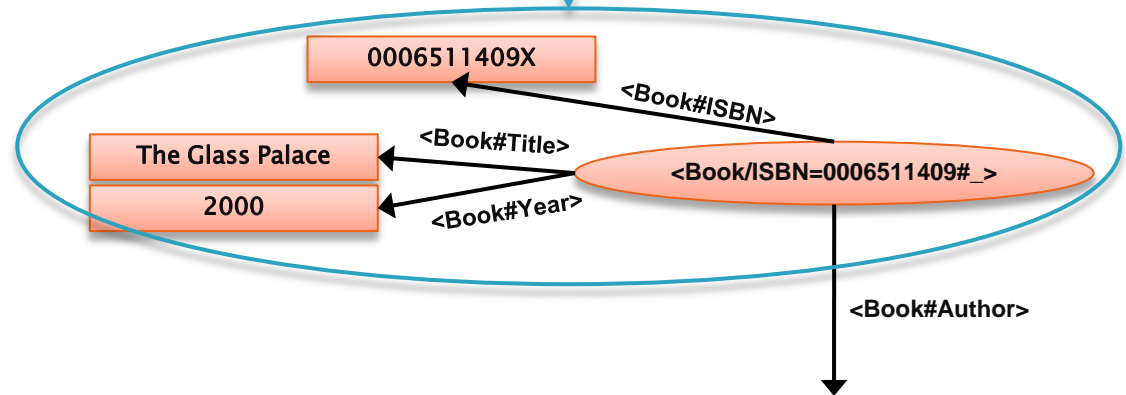 0006511409X
<Book#ISBN>
<Book#Title>
The Glass Palace
<Book/ISBN=0006511409#_>
2000
<Book#Year>
<Book#Author>